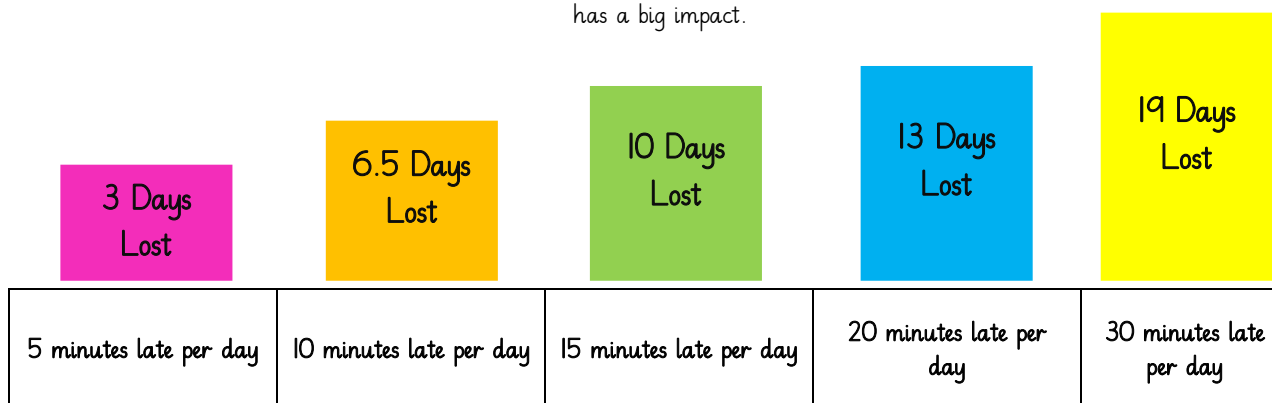 has a big impact.
3 Days
Lost
6.5 Days
Lost
10 Days
Lost
13 Days
Lost
19 Days
Lost
5 minutes late per day
10 minutes late per day
15 minutes late per day
20 minutes late per
day
30 minutes late
per day